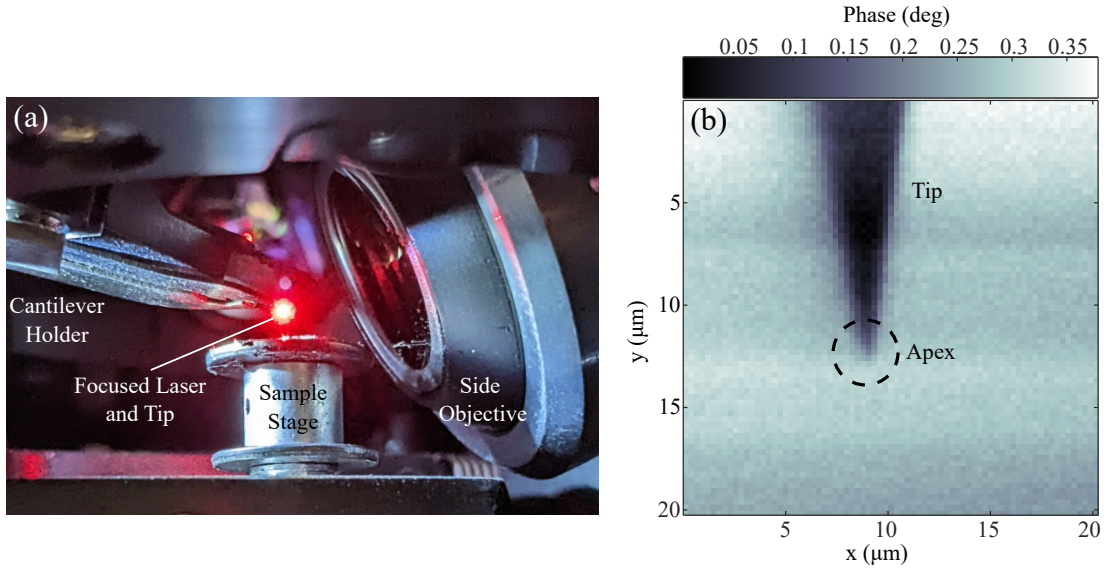 (a)
Cantilever
Holder
Focused Laser
and Tip
Sample
Stage
Side
Objective
Phase (deg)
0.05 0.1 0.15 0.2 0.25 0.3 0.35
(b)
Tip
Apex
y (μm)
5
10
15
20
5 10 15 20
x (μm)